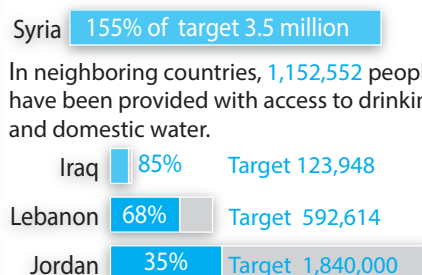 Syria 155% of target 3.5 million
In neighboring countries, 1,152,552
have been provided with access to
and domestic water.
Iraq 85% Target 123,948
Lebanon 68% Target 592,614
Jordan 35% Target 1,840,000